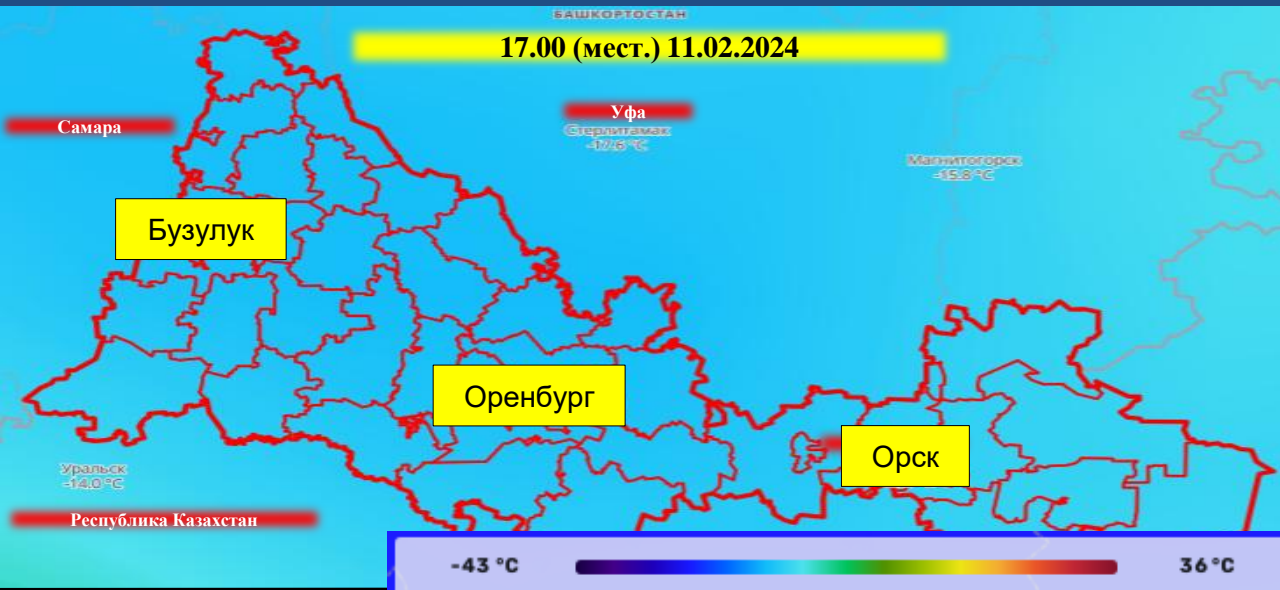 БАШКОРТОСТАН
17.00 (мест.) 11.02.2024
Самара
Уфа
Стерлитамак
-17.6 °C
Магнитогорск
-15.8 °C
Бузулук
Оренбург
Орск
Уральск
-14.0 °C
Республика Казахстан
-43 °C
36 °C